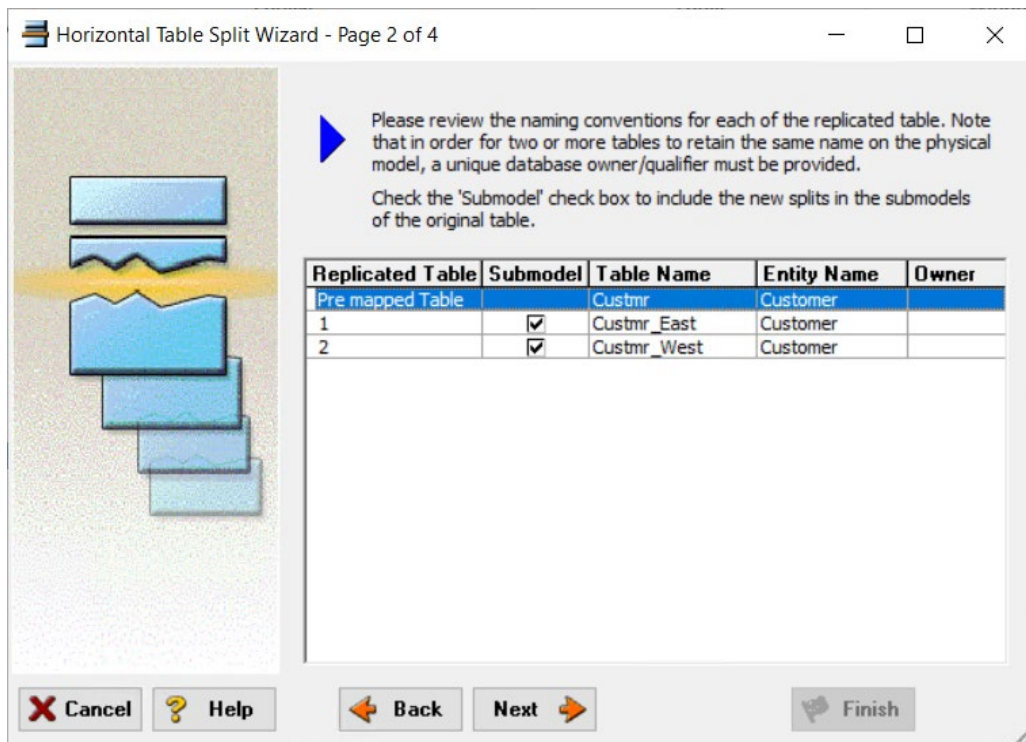 Horizontal Table Split Wizard - Page 2 of 4
Please review the naming conventions for each of the replicated table. Note
that in order for two or more tables to retain the same name on the physical
model, a unique database owner/qualifier must be provided.
Check the 'Submodel' check box to include the new splits in the submodels
of the original table.
Replicated Table Submodel Table Name Entity Name Owner
Pre mapped Table Custmr Customer
1 Custmr_East Customer
2 Custmr_West Customer
Cancel Help Back Next Finish